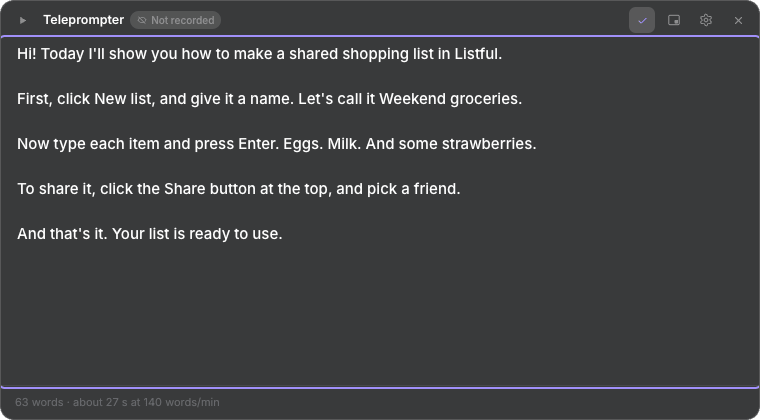 Teleprompter Not recorded
Hi! Today I'll show you how to make a shared shopping list in Listful.
First, click New list, and give it a name. Let's call it Weekend groceries.
Now type each item and press Enter. Eggs. Milk. And some strawberries.
To share it, click the Share button at the top, and pick a friend.
And that's it. Your list is ready to use.
63 words · about 27 s at 140 words/min